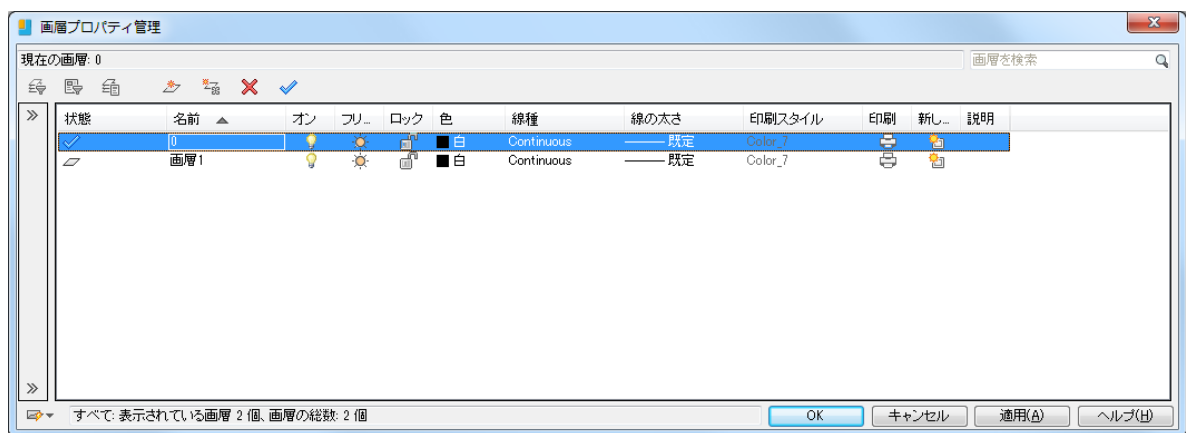 画層プロパティ管理
現在の画層: 0
画層を検索
状態 名前 オン フリ... ロック 色 線種 線の太さ 印刷スタイル 印刷 新し... 説明
0 白 Continuous 既定 Color_7
画層1 白 Continuous 既定 Color_7
すべて: 表示されている画層 2 個、画層の総数: 2 個
OK キャンセル 適用(A) ヘルプ(H)